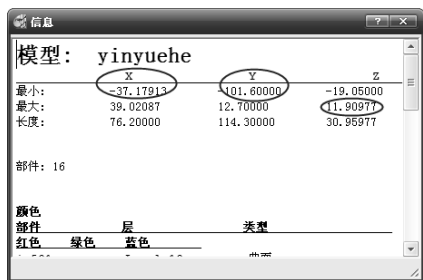 信息
模型: yinyuehe
X Y Z
最小: -37.17913 -101.60000 -19.05000
最大: 39.02087 12.70000 11.90977
长度: 76.20000 114.30000 30.95977
部件: 16
颜色
部件 层 类型
红色 绿色 蓝色